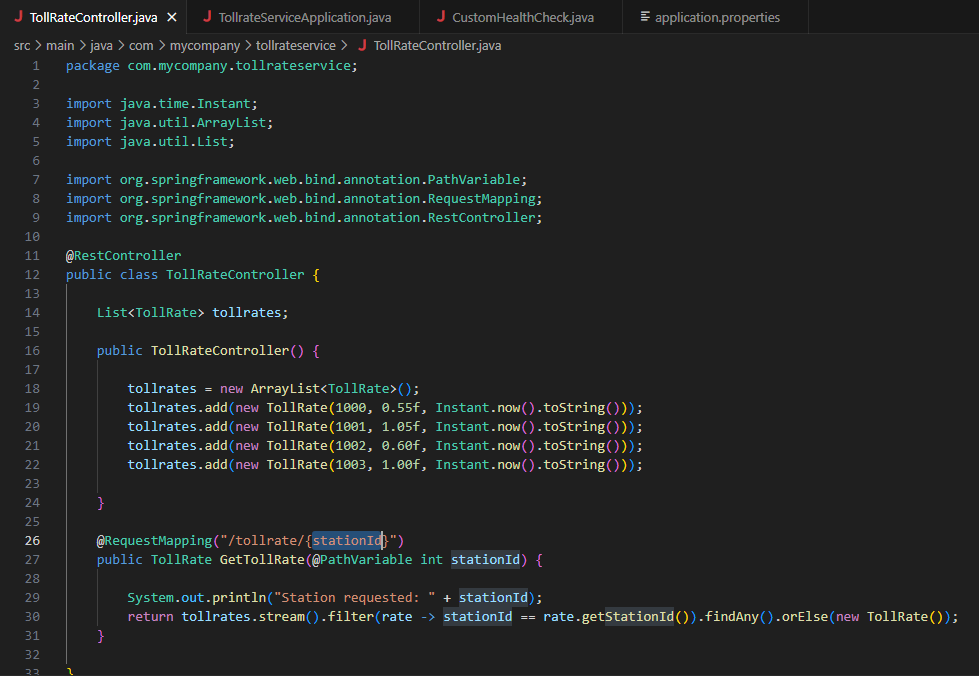 TollRateController.java × TollrateServiceApplication.java CustomHealthCheck.java application.properties
src > main > java > com > mycompany > tollrateservice > TollRateController.java
1 package com.mycompany.tollrateservice;
2
3 import java.time.Instant;
4 import java.util.ArrayList;
5 import java.util.List;
6
7 import org.springframework.web.bind.annotation.PathVariable;
8 import org.springframework.web.bind.annotation.RequestMapping;
9 import org.springframework.web.bind.annotation.RestController;
10
11 @RestController
12 public class TollRateController {
13
14 List<TollRate> tollrates;
15
16 public TollRateController() {
17
18 tollrates = new ArrayList<TollRate>();
19 tollrates.add(new TollRate(1000, 0.55f, Instant.now().toString()));
20 tollrates.add(new TollRate(1001, 1.05f, Instant.now().toString()));
21 tollrates.add(new TollRate(1002, 0.60f, Instant.now().toString()));
22 tollrates.add(new TollRate(1003, 1.00f, Instant.now().toString()));
23
24 }
25
26 @RequestMapping("/tollrate/{stationId}")
27 public TollRate GetTollRate(@PathVariable int stationId) {
28
29 System.out.println("Station requested: " + stationId);
30 return tollrates.stream().filter(rate -> stationId == rate.getStationId()).findAny().orElse(new TollRate());
31 }
32
33 }